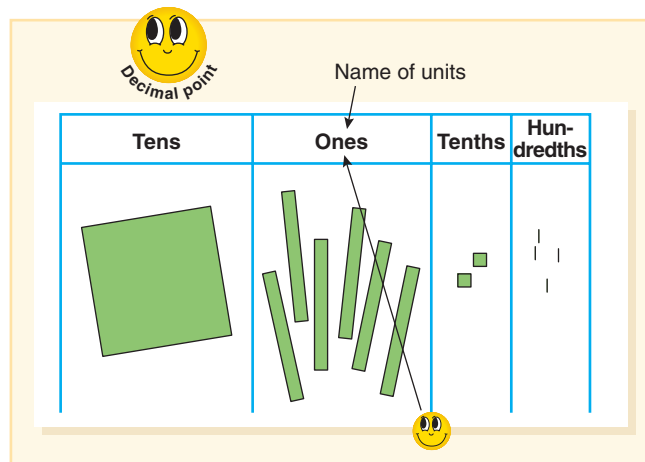 Decimal point
Name of units
Tens
Ones
Tenths
Hun-
dredths